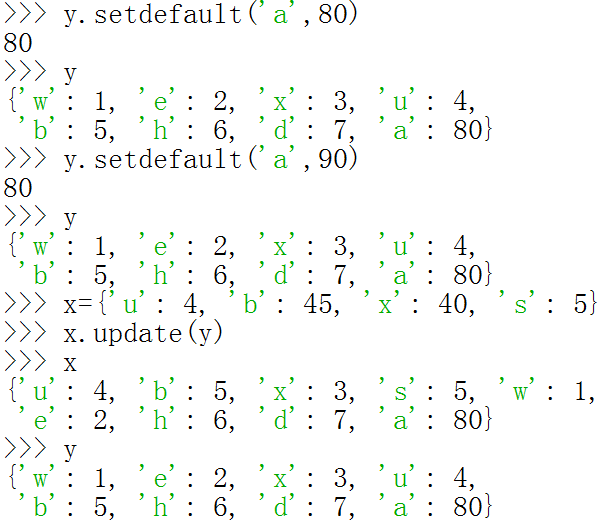 >>> y.setdefault('a',80)
80
>>> y
{'w': 1, 'e': 2, 'x': 3, 'u': 4,
 'b': 5, 'h': 6, 'd': 7, 'a': 80}
>>> y.setdefault('a',90)
80
>>> y
{'w': 1, 'e': 2, 'x': 3, 'u': 4,
 'b': 5, 'h': 6, 'd': 7, 'a': 80}
>>> x={'u': 4, 'b': 45, 'x': 40, 's': 5}
>>> x.update(y)
>>> x
{'u': 4, 'b': 5, 'x': 3, 's': 5, 'w': 1,
 'e': 2, 'h': 6, 'd': 7, 'a': 80}
>>> y
{'w': 1, 'e': 2, 'x': 3, 'u': 4,
 'b': 5, 'h': 6, 'd': 7, 'a': 80}